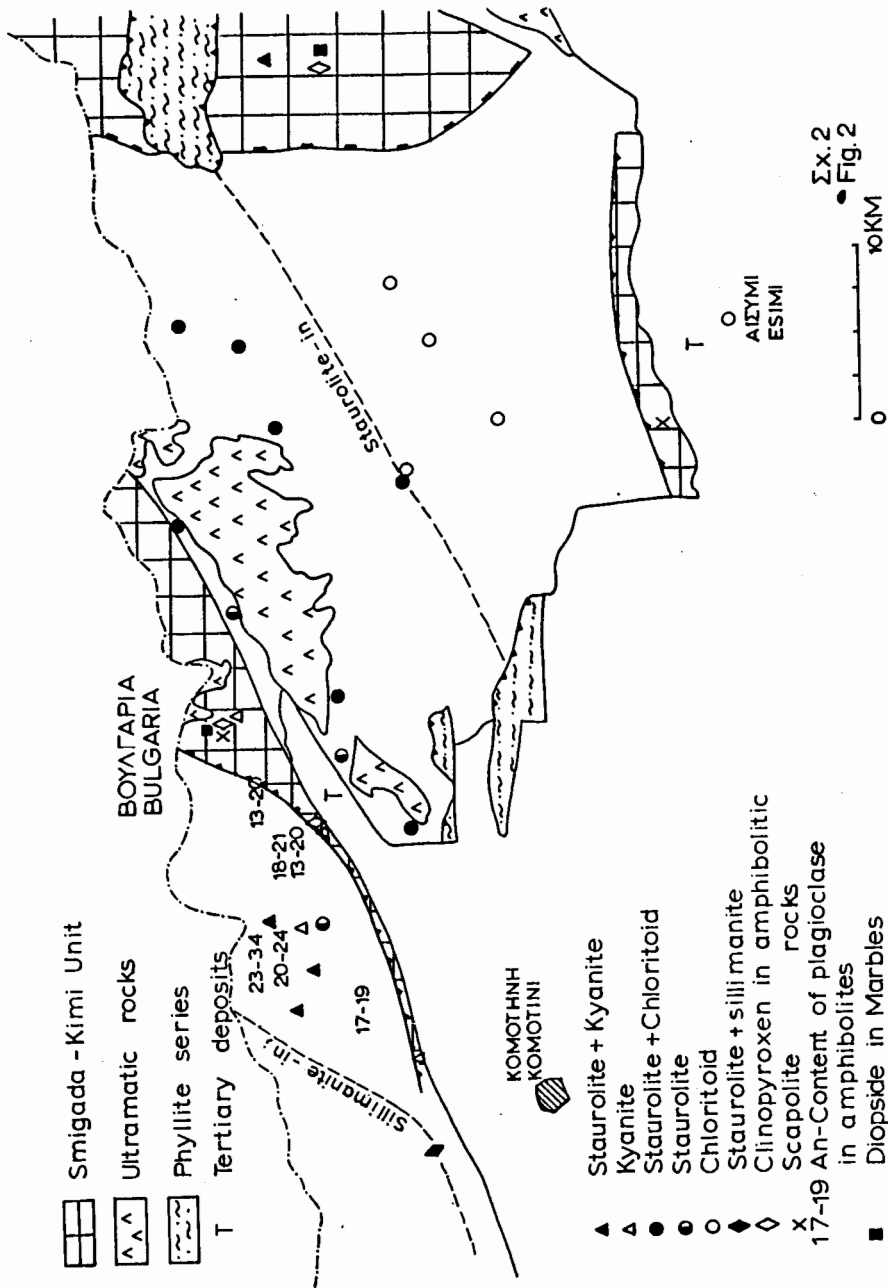 Smigada-Kimi Unit
Ultramatic rocks
Phyllite series
T Tertiary deposits
ΒΟΥΛΓΑΡΙΑ
BULGARIA
Sillimanite-in
23-34
20-24
17-19
18-21
13-20
13-20
T
Staurolite-in
ΚΟΜΟΤΗΝΗ
KOMOTINI
T
ΑΙΣΥΜΗ
ESIMI
Staurolite + Kyanite
Kyanite
Staurolite + Chloritoid
Staurolite
Chloritoid
Staurolite + sillimanite
Clinopyroxen in amphibolitic
rocks
x Scapolite
17-19 An-Content of plagioclase
in amphibolites
Diopside in Marbles
0 10KM
Σχ.2
Fig.2